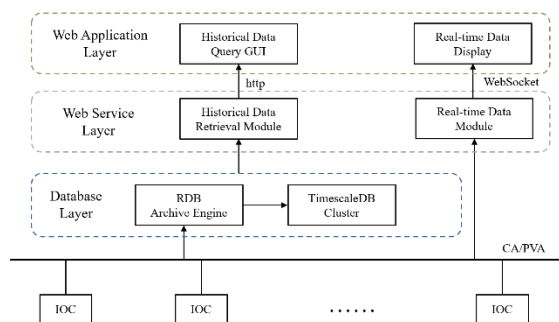 Web Application
Layer
Historical Data
Query GUI
Real-time Data
Display
http
WebSocket
Web Service
Layer
Historical Data
Retrieval Module
Real-time Data
Module
Database
Layer
RDB
Archive Engine
TimescaleDB
Cluster
CA/PVA
IOC
IOC
......
IOC